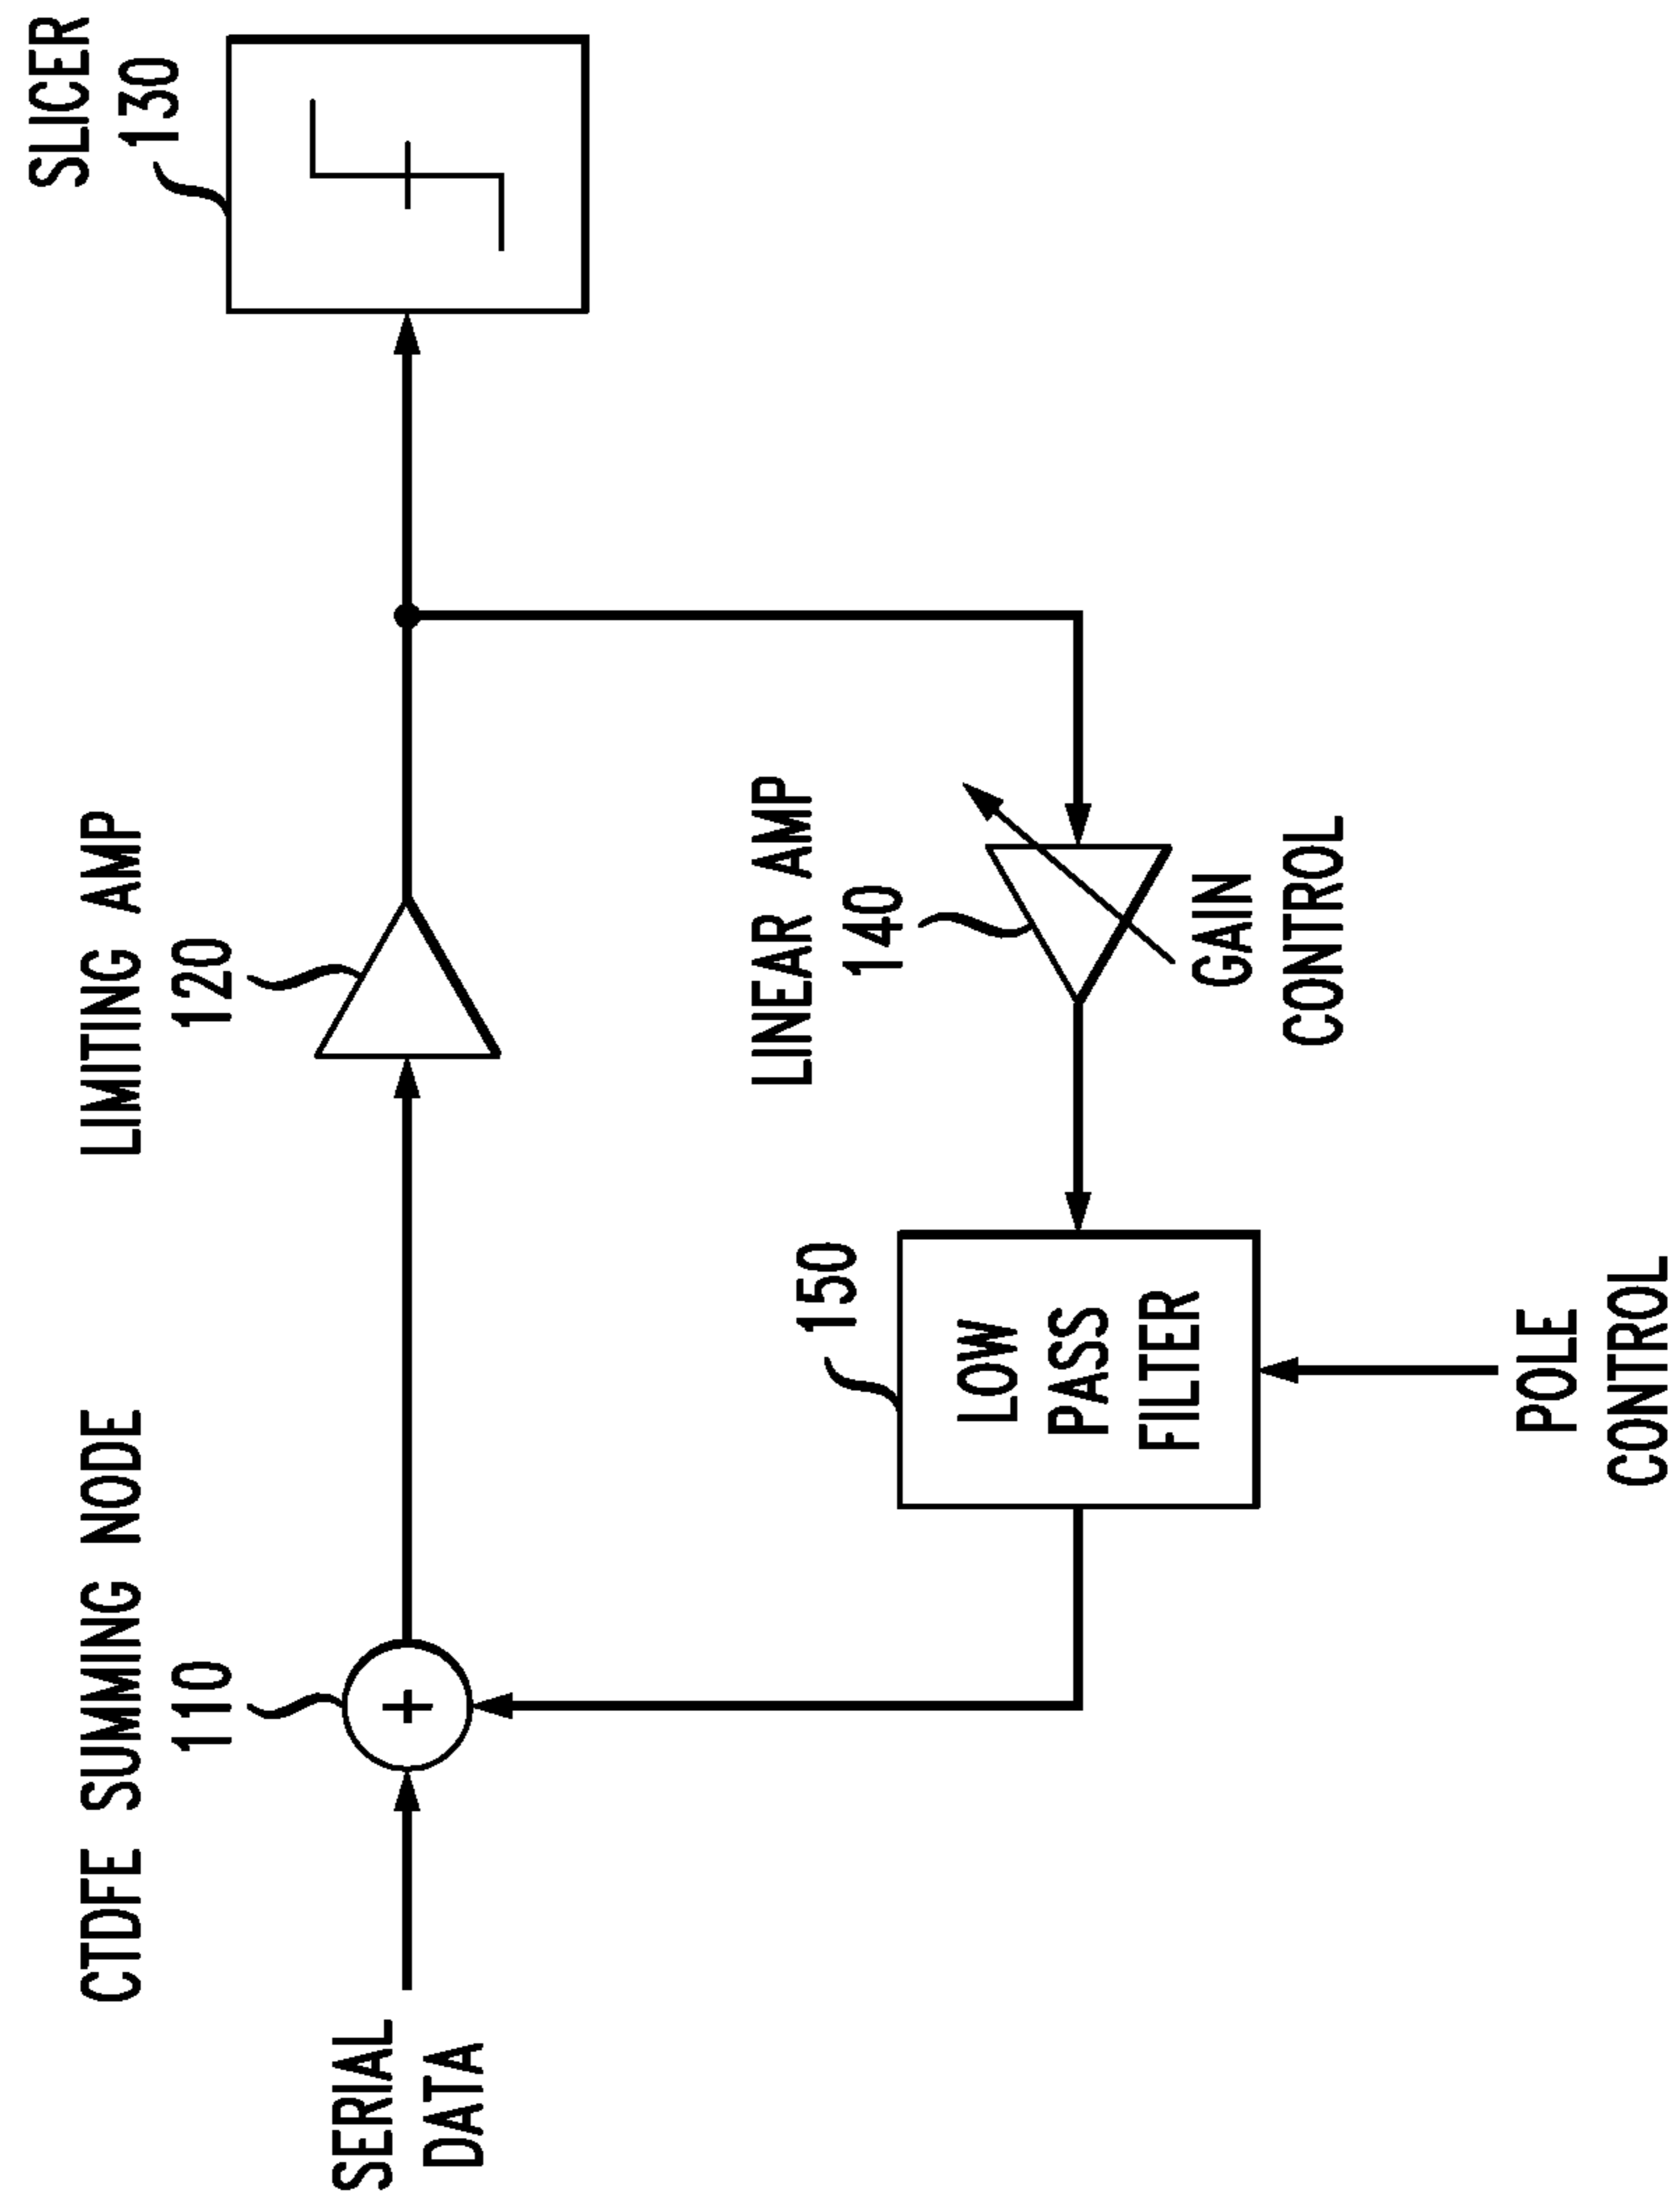 CTDFE SUMMING NODE
110
LIMITING AMP
120
SLICER
130
SERIAL
DATA
+
LINEAR AMP
140
GAIN
CONTROL
150
LOW
PASS
FILTER
POLE
CONTROL